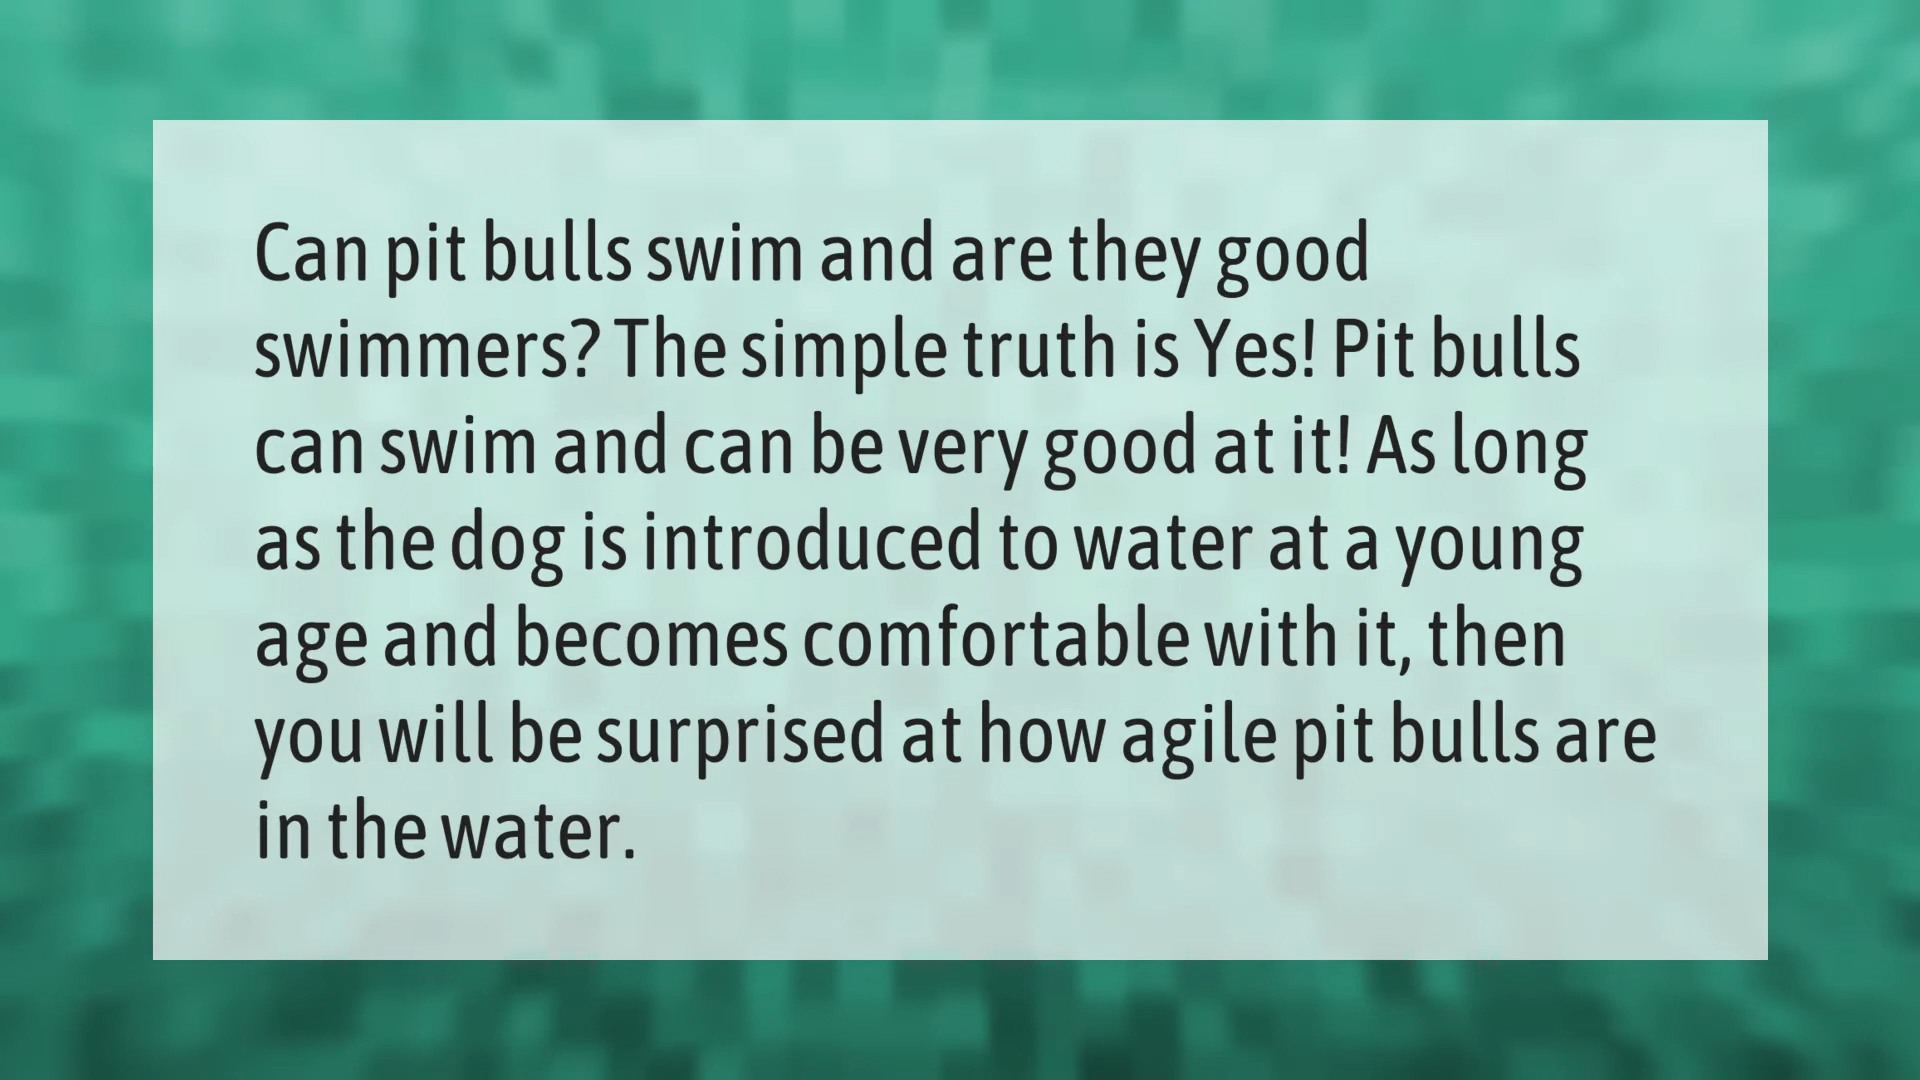 Can pit bulls swim and are they good
swimmers? The simple truth is Yes! Pit bulls
can swim and can be very good at it! As long
as the dog is introduced to water at a young
age and becomes comfortable with it, then
you will be surprised at how agile pit bulls are
in the water.